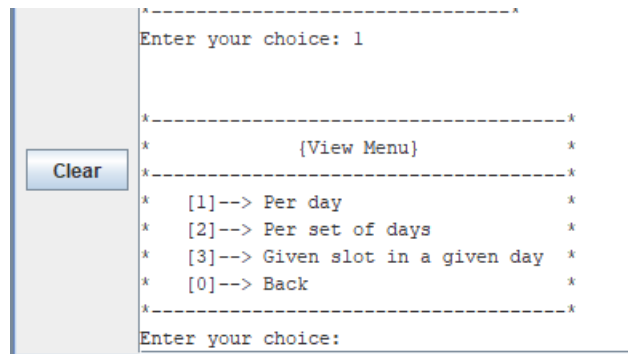 *--------------------------------*
Enter your choice: 1
*-------------------------------------*
* {View Menu} *
Clear
*-------------------------------------*
* [1]--> Per day *
* [2]--> Per set of days *
* [3]--> Given slot in a given day *
* [0]--> Back *
*-------------------------------------*
Enter your choice: